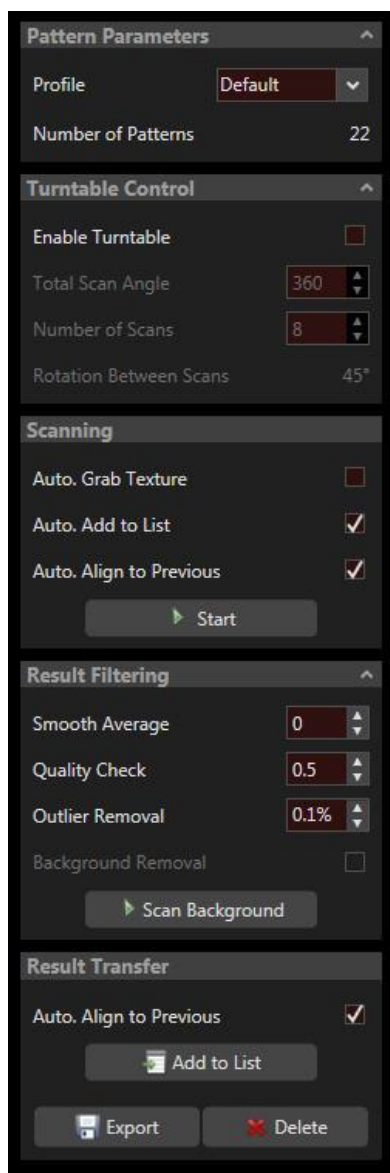 Pattern Parameters
Profile Default
Number of Patterns 22
Turntable Control
Enable Turntable
Total Scan Angle 360
Number of Scans 8
Rotation Between Scans 45°
Scanning
Auto. Grab Texture
Auto. Add to List
Auto. Align to Previous
Start
Result Filtering
Smooth Average 0
Quality Check 0.5
Outlier Removal 0.1%
Background Removal
Scan Background
Result Transfer
Auto. Align to Previous
Add to List
Export Delete